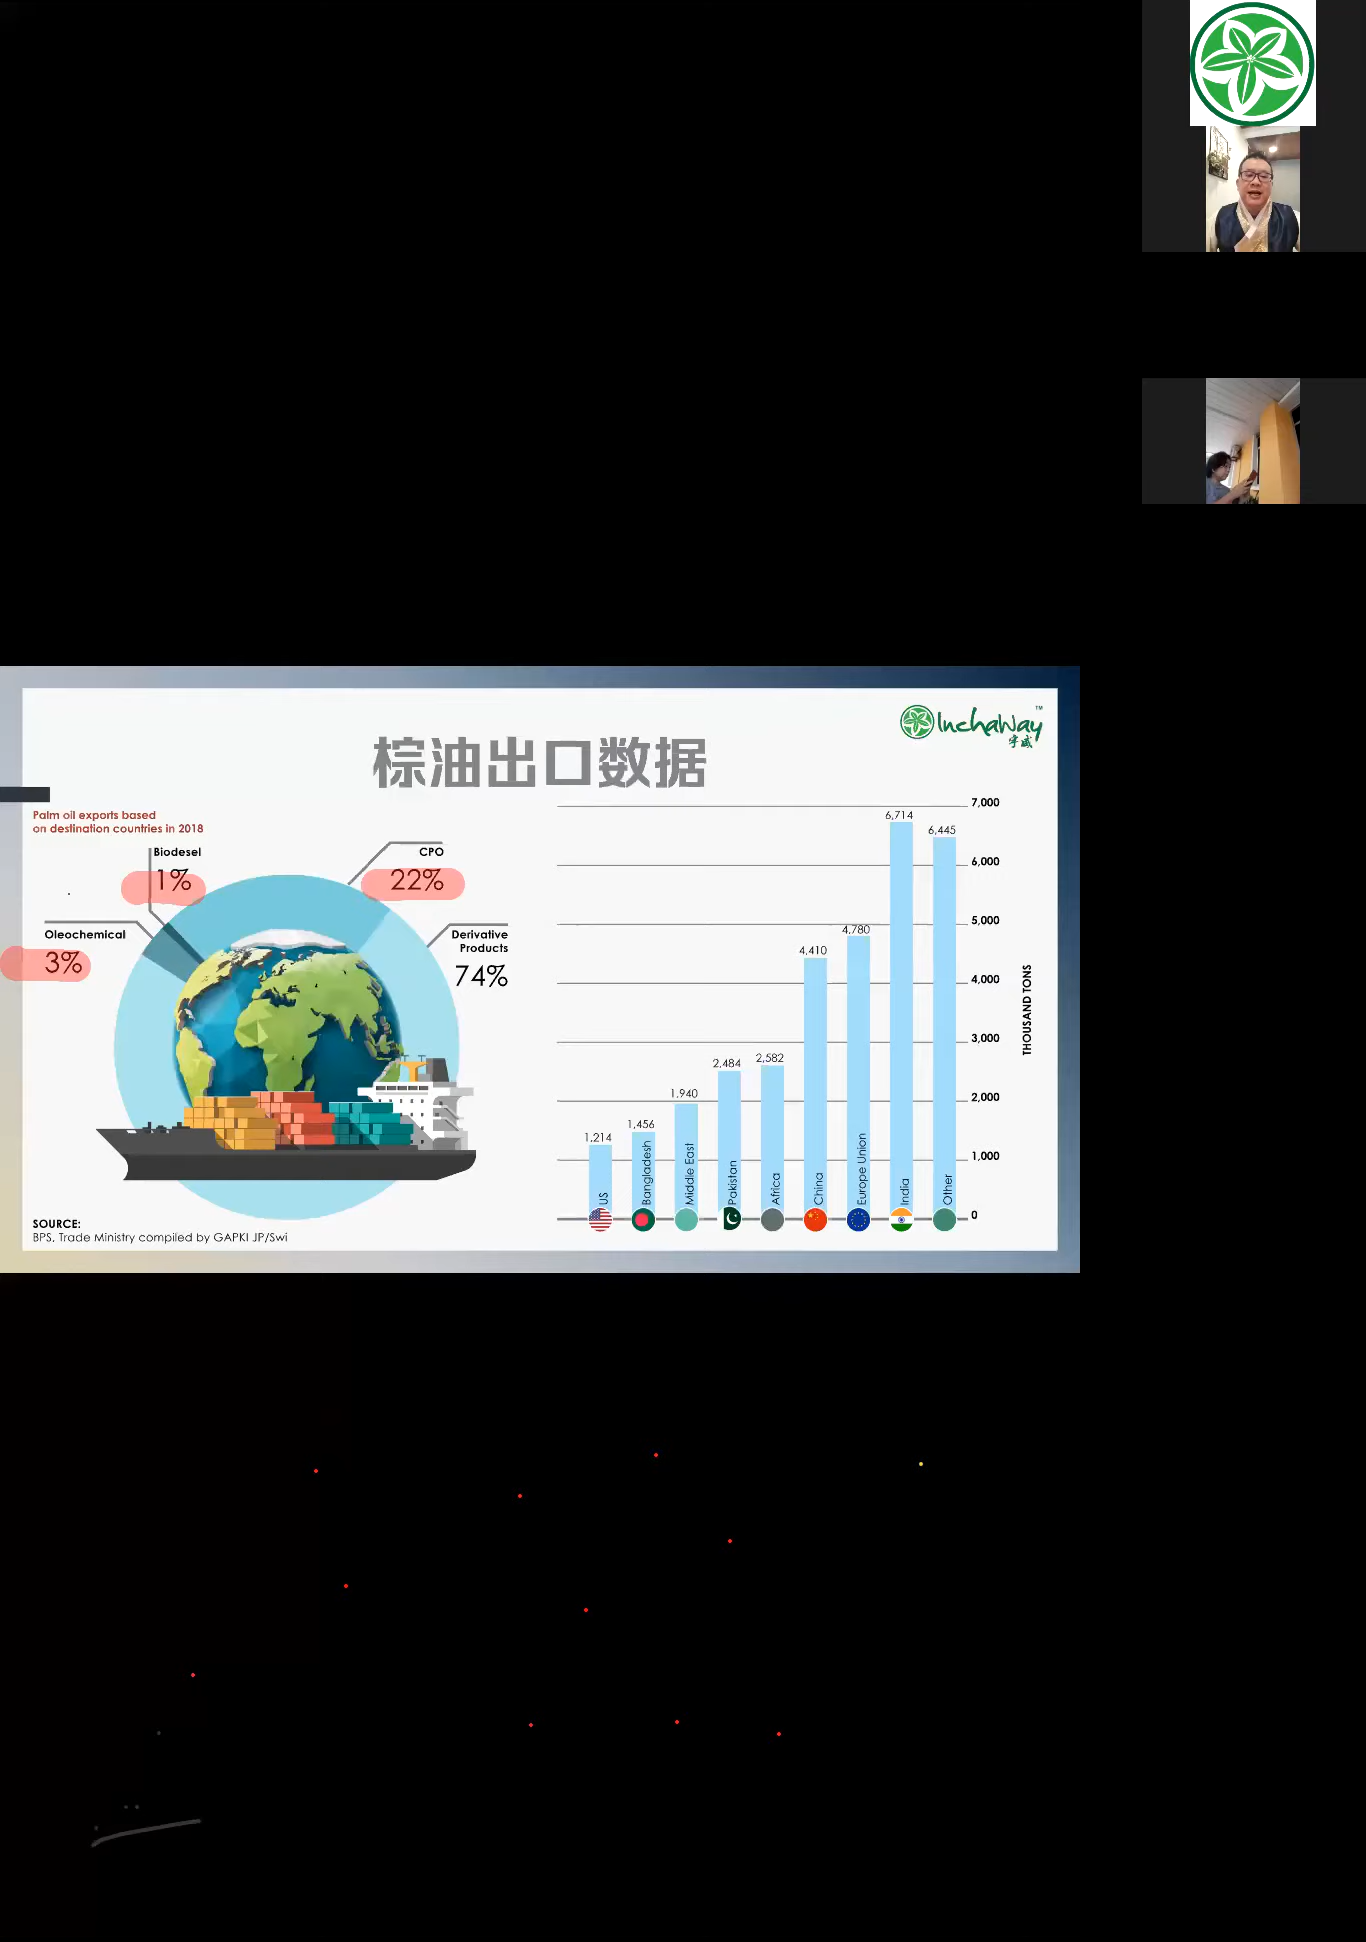 InchaWay™
宇威
棕油出口数据
Palm oil exports based
on destination countries in 2018
Biodesel
1%
CPO
22%
Oleochemical
3%
Derivative
Products
74%
7,000
6,000
5,000
4,000
3,000
2,000
1,000
0
THOUSAND TONS
1,214
1,456
1,940
2,484
2,582
4,410
4,780
6,714
6,445
US
Bangladesh
Middle East
Pakistan
Africa
China
Europe Union
India
Other
SOURCE:
BPS, Trade Ministry compiled by GAPKI JP/Swi